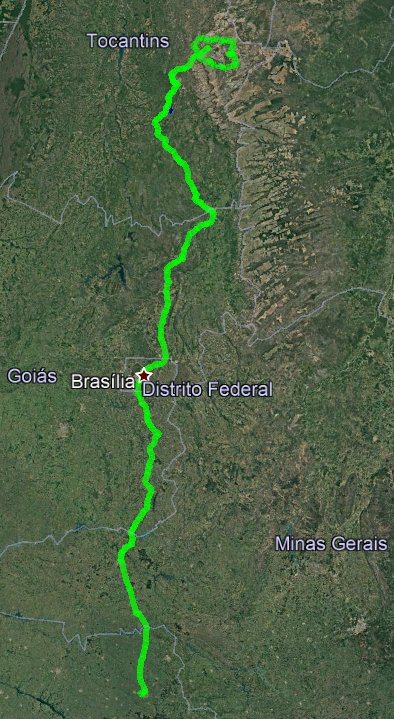 Tocantins
Goiás
Brasília
Distrito Federal
Minas Gerais